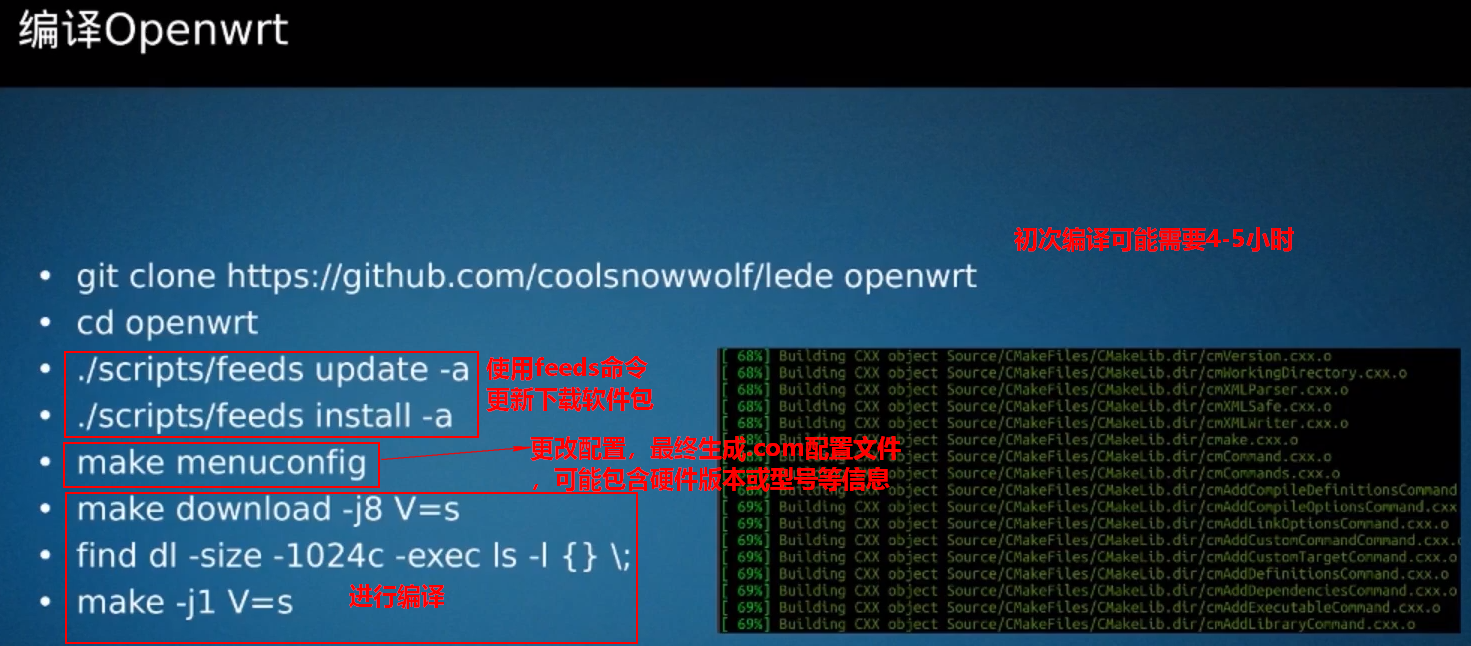 编译Openwrt
初次编译可能需要4-5小时
• git clone https://github.com/coolsnowwolf/lede openwrt
• cd openwrt
• ./scripts/feeds update -a
使用feeds命令
更新下载软件包
• ./scripts/feeds install -a
• make menuconfig
更改配置，最终生成.com配置文件
，可能包含硬件版本或型号等信息
• make download -j8 V=s
• find dl -size -1024c -exec ls -l {} \;
• make -j1 V=s
进行编译
[ 68%] Building CXX object Source/CMakeFiles/CMakeLib.dir/cmVersion.cxx.o
[ 68%] Building CXX object Source/CMakeFiles/CMakeLib.dir/cmWorkingDirectory.cxx.o
[ 68%] Building CXX object Source/CMakeFiles/CMakeLib.dir/cmXMLParser.cxx.o
[ 68%] Building CXX object Source/CMakeFiles/CMakeLib.dir/cmXMLSafe.cxx.o
[ 68%] Building CXX object Source/CMakeFiles/CMakeLib.dir/cmXMLWriter.cxx.o
[ 68%] Building CXX object Source/CMakeFiles/CMakeLib.dir/cmake.cxx.o
CXX object Source/CMakeFiles/CMakeLib.dir/cmCommand.cxx.o
Source/CMakeFiles/CMakeLib.dir/cmCommands.cxx.o
[ 68%] Building CXX object Source/CMakeFiles/CMakeLib.dir/cmAddCompileDefinitionsCommand
[ 69%] Building CXX object Source/CMakeFiles/CMakeLib.dir/cmAddCompileOptionsCommand.cxx
[ 69%] Building CXX object Source/CMakeFiles/CMakeLib.dir/cmAddLinkOptionsCommand.cxx.o
[ 69%] Building CXX object Source/CMakeFiles/CMakeLib.dir/cmAddCustomCommandCommand.cxx.
[ 69%] Building CXX object Source/CMakeFiles/CMakeLib.dir/cmAddCustomTargetCommand.cxx.o
[ 69%] Building CXX object Source/CMakeFiles/CMakeLib.dir/cmAddDefinitionsCommand.cxx.o
[ 69%] Building CXX object Source/CMakeFiles/CMakeLib.dir/cmAddDependenciesCommand.cxx.o
[ 69%] Building CXX object Source/CMakeFiles/CMakeLib.dir/cmAddExecutableCommand.cxx.o
[ 69%] Building CXX object Source/CMakeFiles/CMakeLib.dir/cmAddLibraryCommand.cxx.o